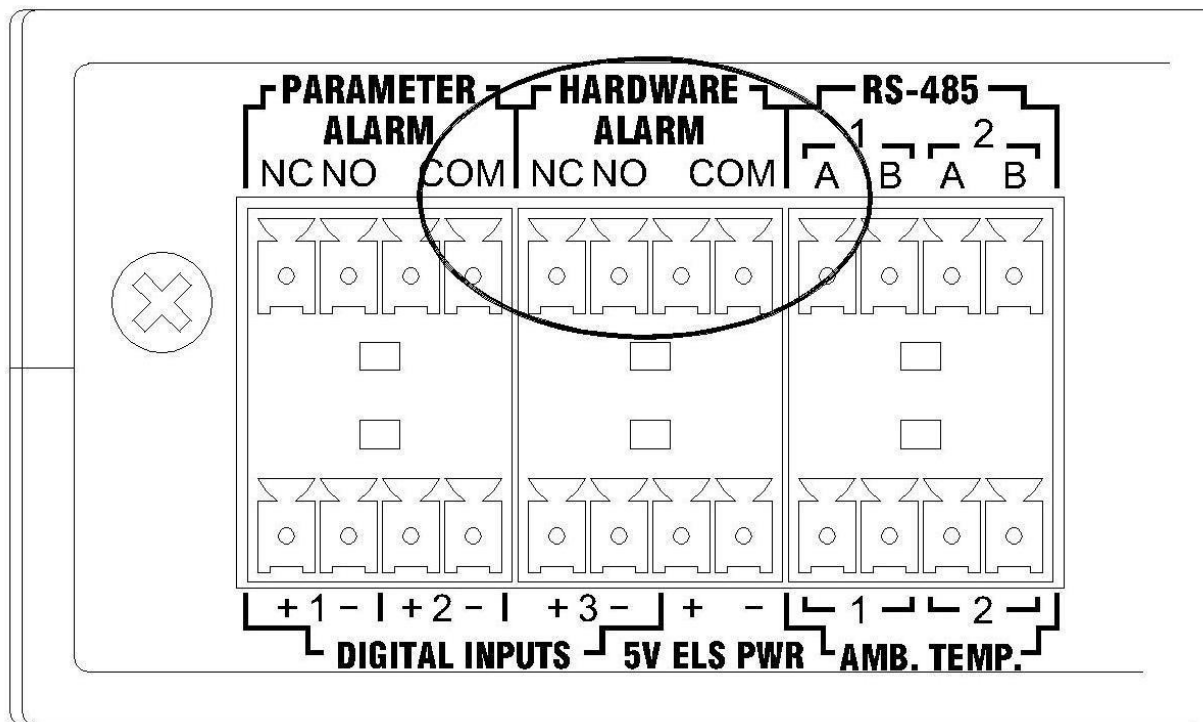 PARAMETER HARDWARE RS-485
ALARM ALARM 1 2
NC NO COM NC NO COM A B A B
+ 1 - + 2 - + 3 - + - 1 2
DIGITAL INPUTS 5V ELS PWR AMB. TEMP.